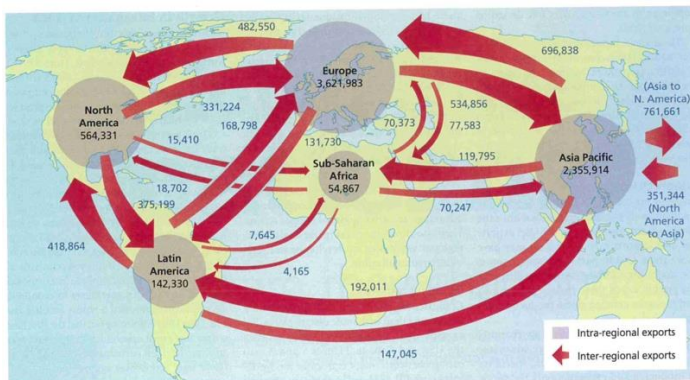 482,550
Europe
3,621,983
696,838
(Asia to
N. America)
761,661
North
America
564,331
331,224
168,798
15,410
131,730
70,373
534,856
77,583
Sub-Saharan
Africa
54,867
119,795
Asia Pacific
2,355,914
18,702
375,199
70,247
351,344
(North
America
to Asia)
418,864
7,645
Latin
America
142,330
4,165
192,011
147,045
Intra-regional exports
Inter-regional exports